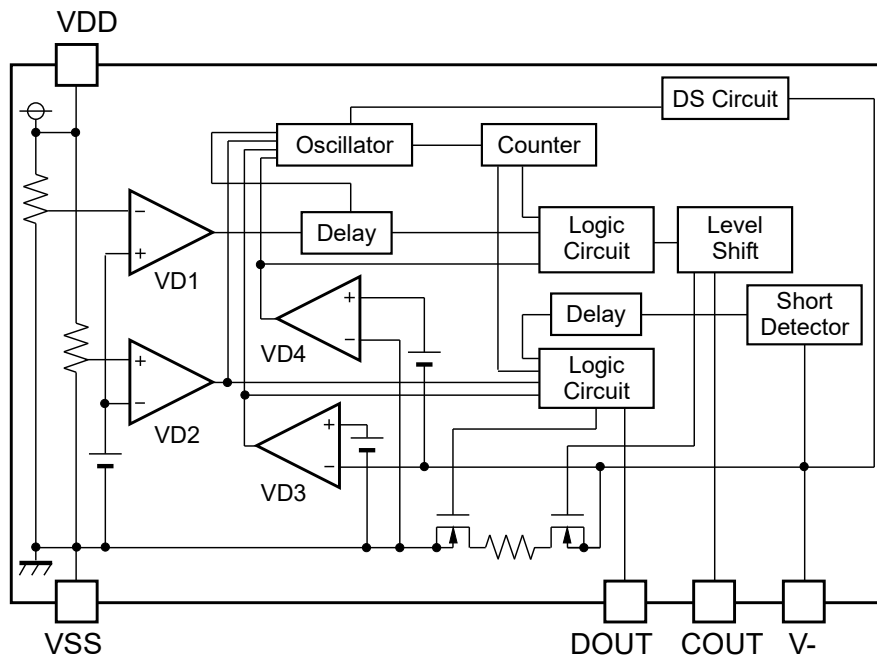 VDD
DS Circuit
Oscillator
Counter
−
+
VD1
Delay
Logic
Circuit
Level
Shift
+
−
VD4
Delay
Short
Detector
+
−
VD2
Logic
Circuit
+
−
VD3
VSS
DOUT
COUT
V-